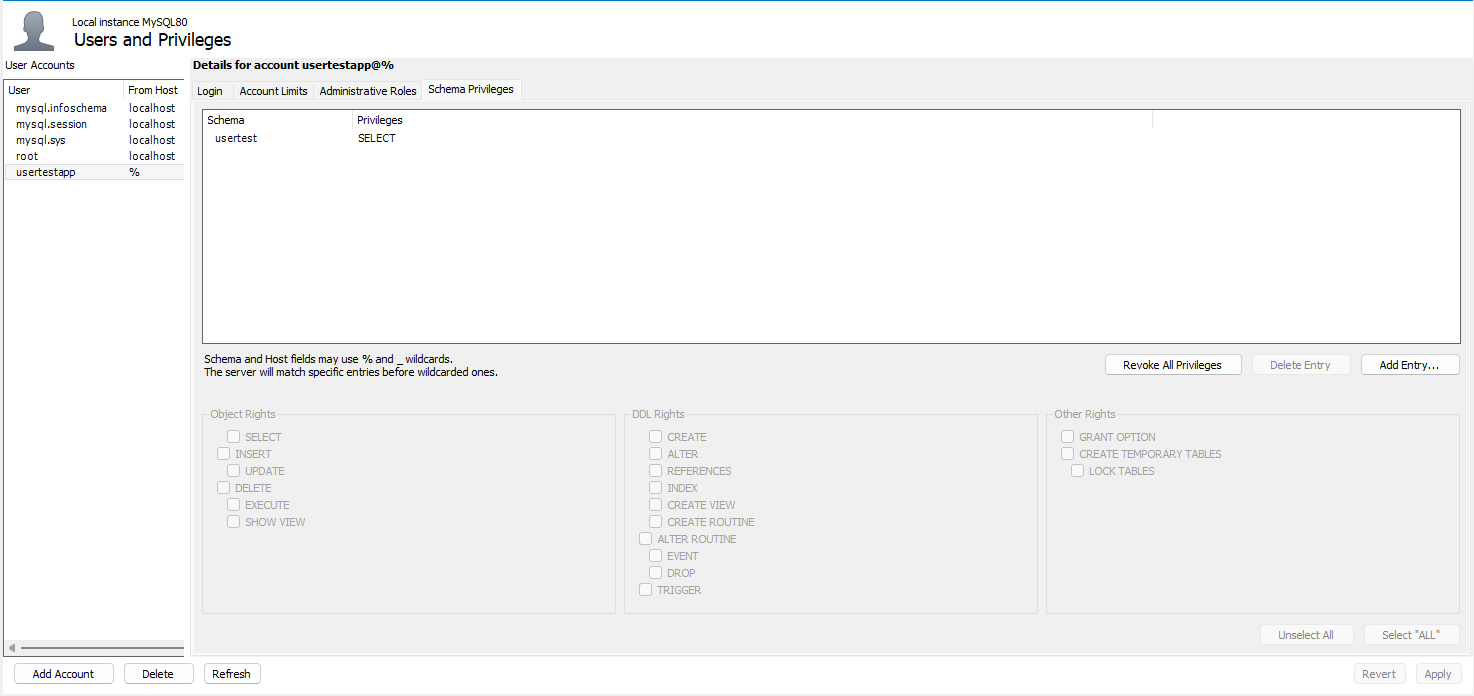 Local instance MySQL80
Users and Privileges
User Accounts
User From Host
mysql.infoschema localhost
mysql.session localhost
mysql.sys localhost
root localhost
usertestapp %
Add Account Delete Refresh
Details for account usertestapp@%
Login Account Limits Administrative Roles Schema Privileges
Schema Privileges
usertest SELECT
Schema and Host fields may use % and _ wildcards.
The server will match specific entries before wildcarded ones.
Revoke All Privileges Delete Entry Add Entry...
Object Rights
SELECT
INSERT
UPDATE
DELETE
EXECUTE
SHOW VIEW
DDL Rights
CREATE
ALTER
REFERENCES
INDEX
CREATE VIEW
CREATE ROUTINE
ALTER ROUTINE
EVENT
DROP
TRIGGER
Other Rights
GRANT OPTION
CREATE TEMPORARY TABLES
LOCK TABLES
Unselect All Select "ALL"
Revert Apply